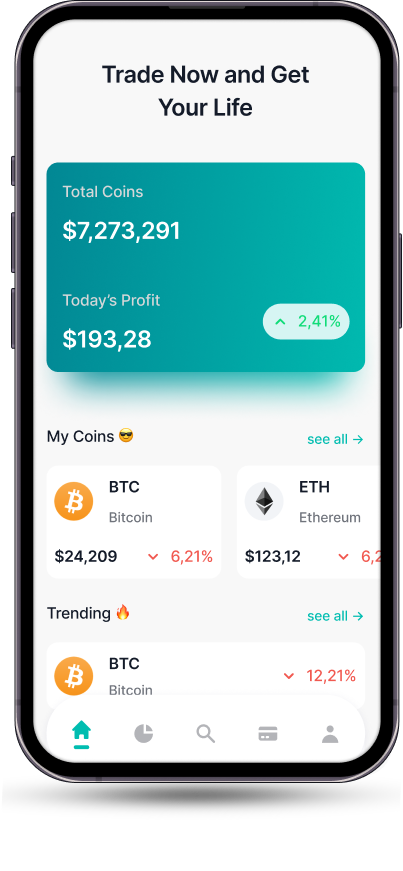 Trade Now and Get
Your Life
Total Coins
$7,273,291
Today's Profit
$193,28
2,41%
My Coins 😎
see all →
BTC
Bitcoin
$24,209
6,21%
ETH
Ethereum
$123,12
6,2
Trending 🔥
see all →
BTC
Bitcoin
12,21%